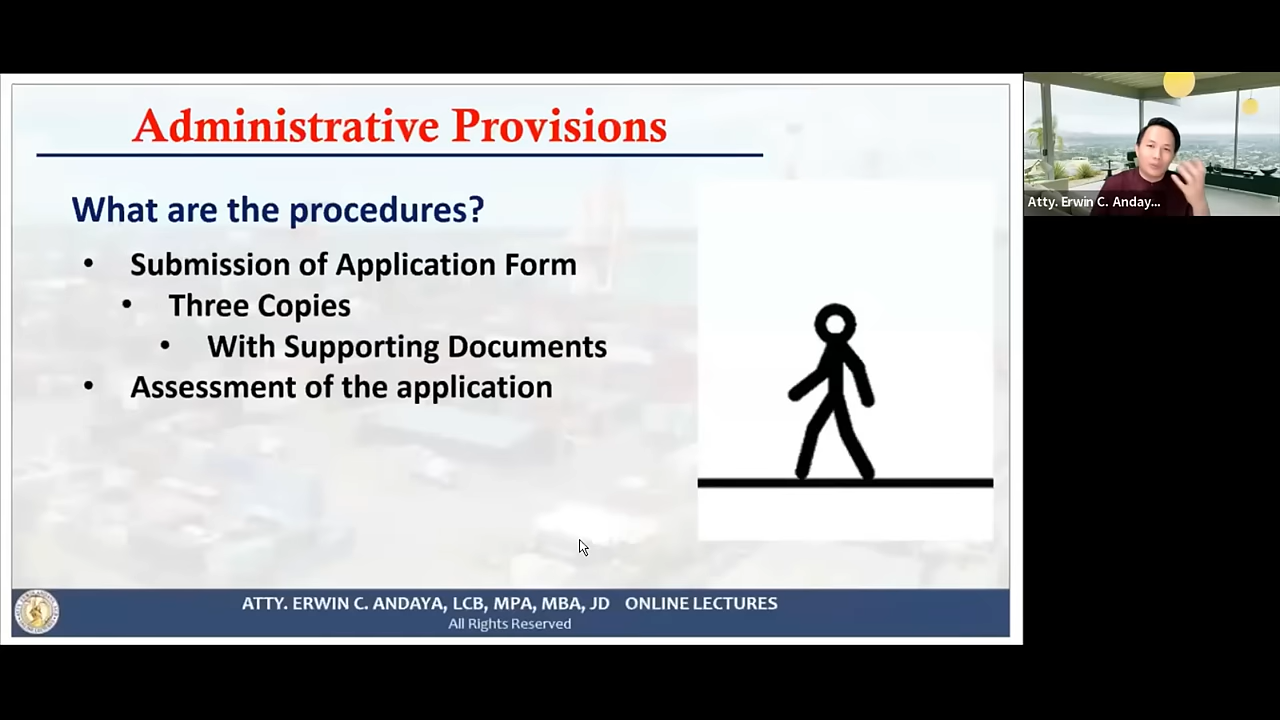 Administrative Provisions
What are the procedures?
• Submission of Application Form
• Three Copies
• With Supporting Documents
• Assessment of the application
ATTY. ERWIN C. ANDAYA, LCB, MPA, MBA, JD ONLINE LECTURES
All Rights Reserved
Atty. Erwin C. Anday...